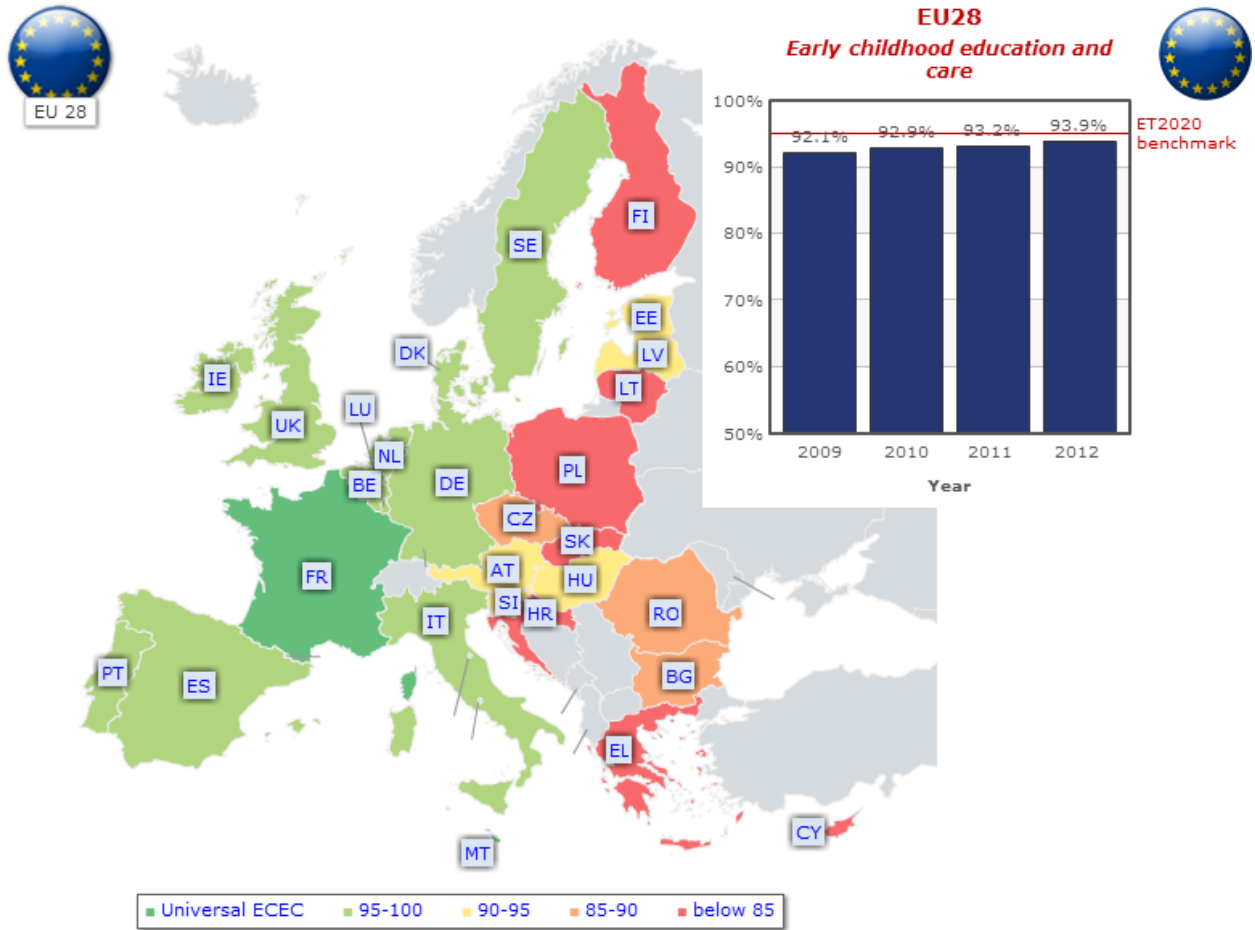 EU 28
EU28
Early childhood education and
care
100%
90%
80%
70%
60%
50%
92.1%
92.9%
93.2%
93.9%
ET2020
benchmark
2009
2010
2011
2012
Year
FI
SE
EE
DK
LV
IE
LT
LU
UK
NL
PL
BE
DE
CZ
SK
FR
AT
HU
SI
HR
IT
RO
PT
ES
BG
EL
CY
MT
Universal ECEC 95-100 90-95 85-90 below 85